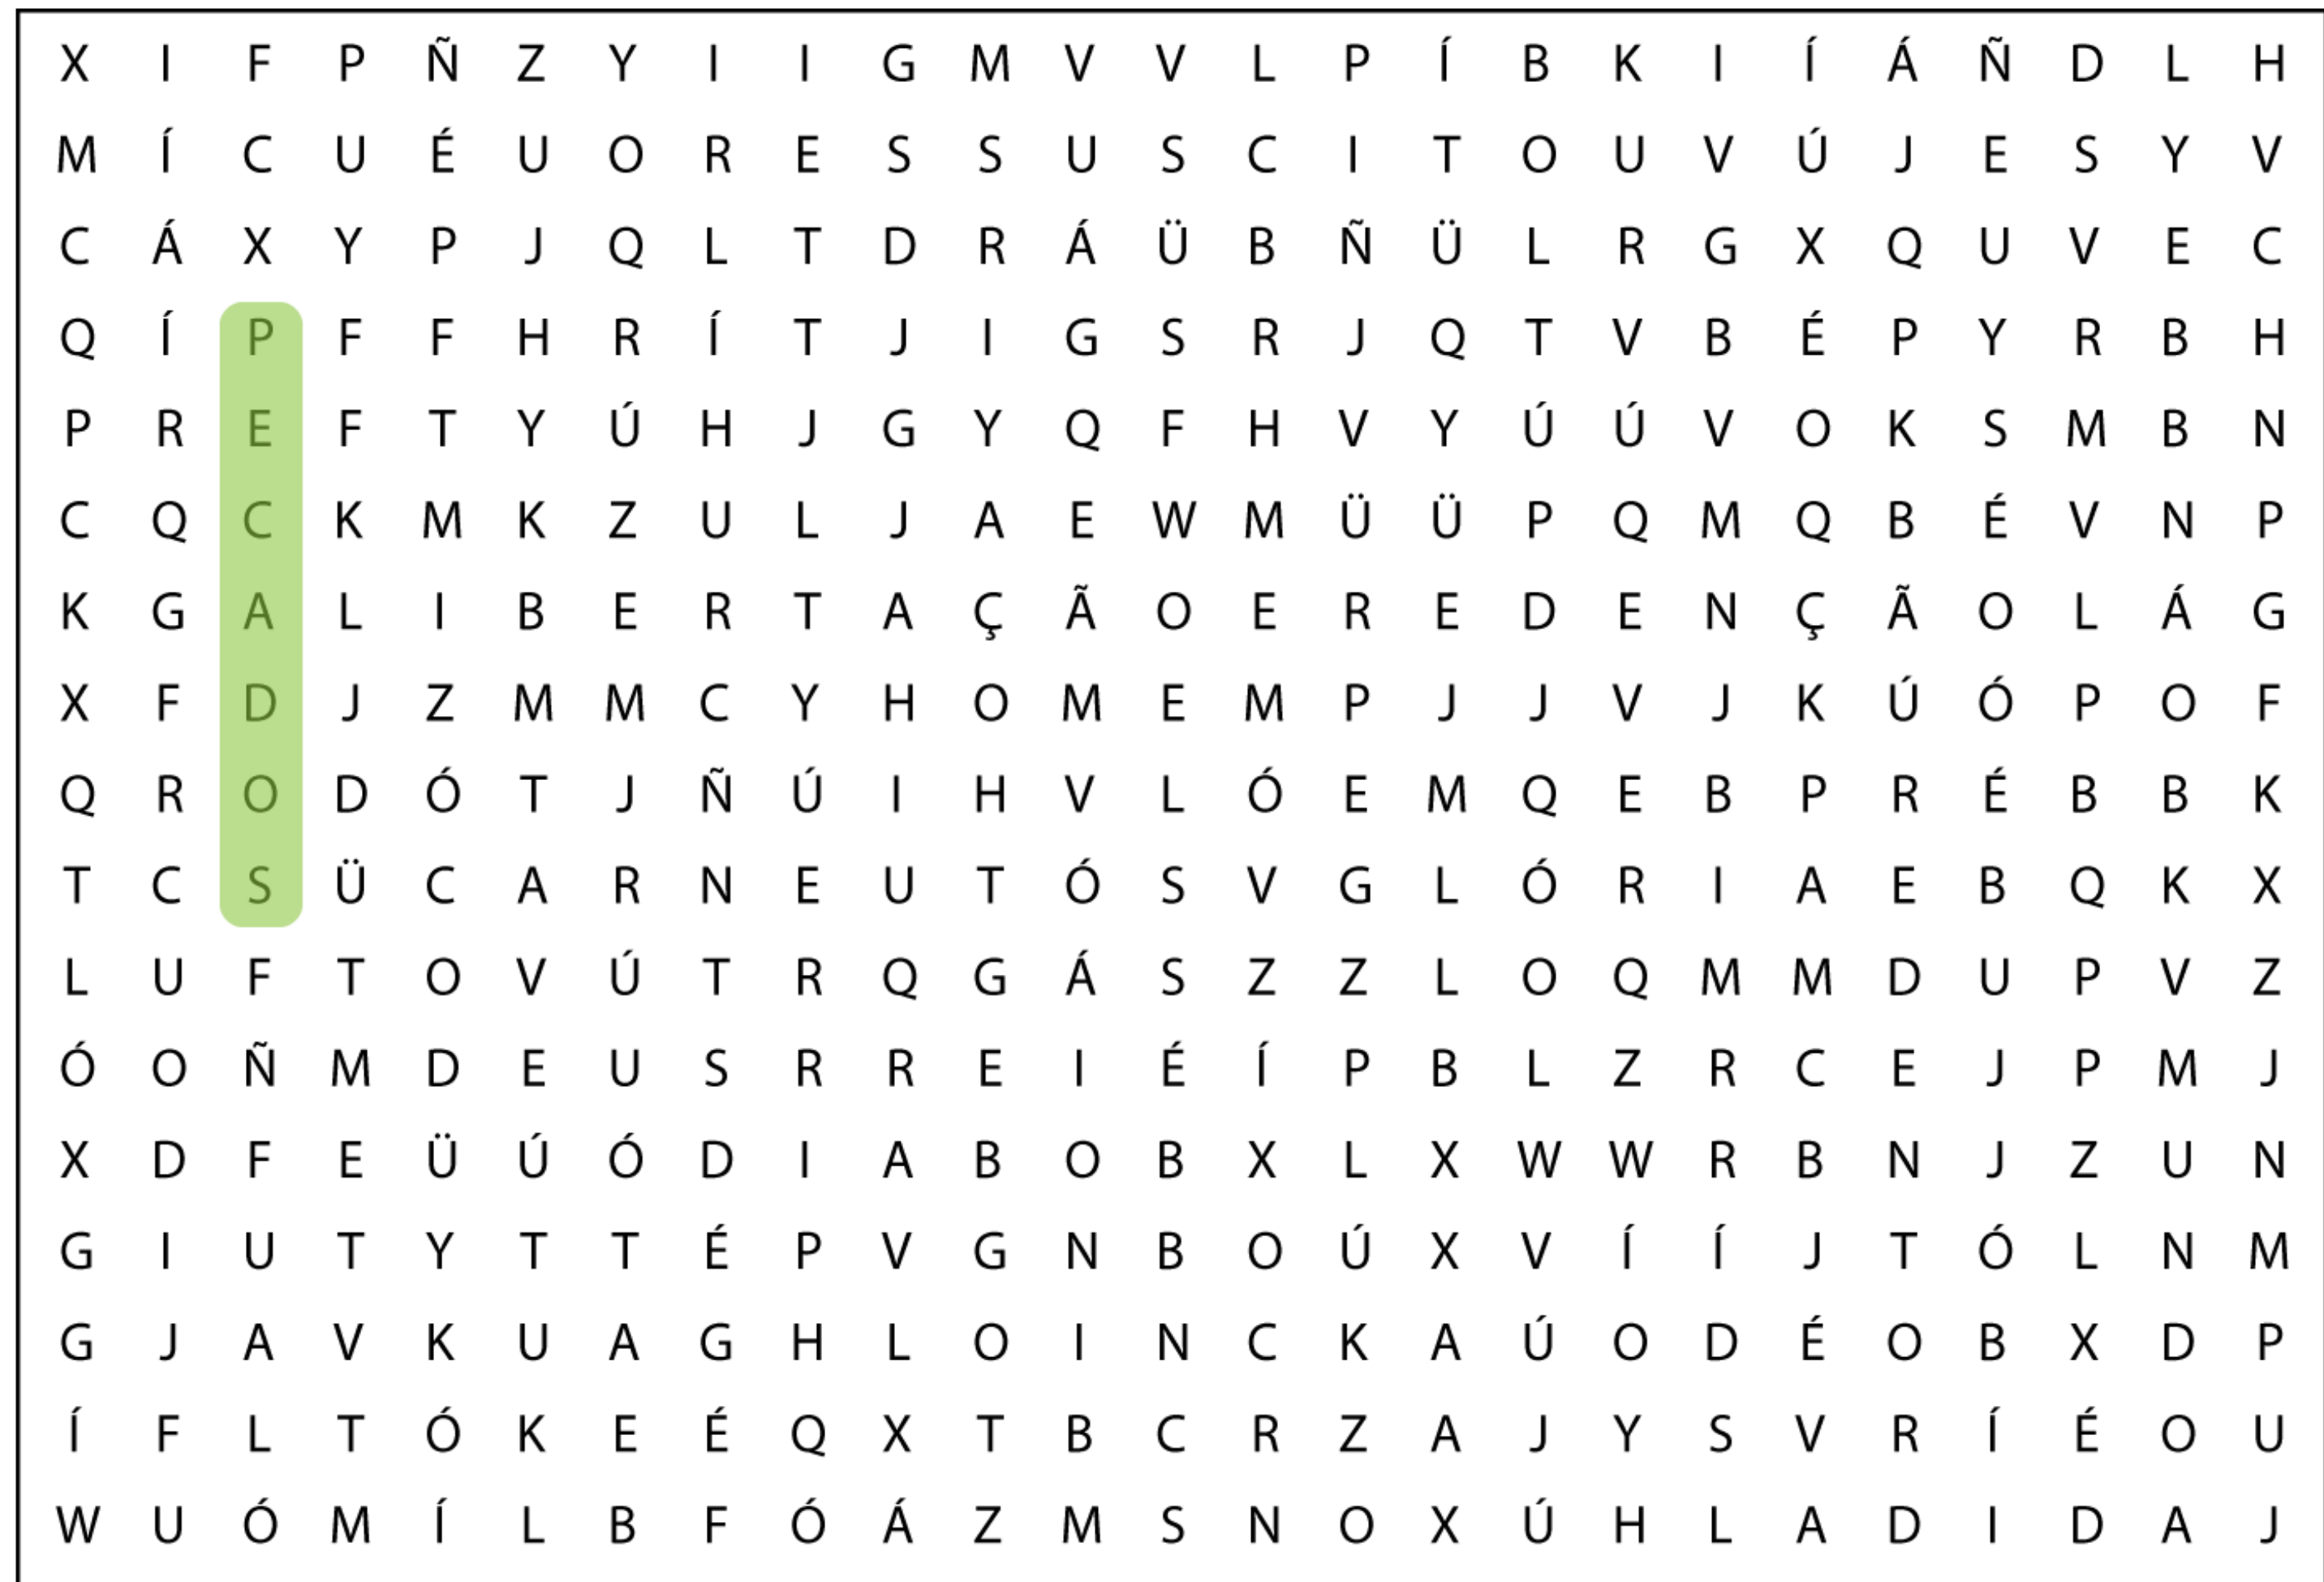 X I F P Ñ Z Y I I G M V V L P Í B K I Í Á Ñ D L H
M Í C U É U O R E S S U S C I T O U V Ú J E S Y V
C Á X Y P J Q L T D R Á Ü B Ñ Ü L R G X Q U V E C
Q Í P F F H R Í T J I G S R J Q T V B É P Y R B H
P R E F T Y Ú H J G Y Q F H V Y Ú Ú V O K S M B N
C Q C K M K Z U L J A E W M Ü Ü P Q M Q B É V N P
K G A L I B E R T A Ç Ã O E R E D E N Ç Ã O L Á G
X F D J Z M M C Y H O M E M P J J V J K Ú Ó P O F
Q R O D Ó T J Ñ Ú I H V L Ó E M Q E B P R É B B K
T C S Ü C A R N E U T Ó S V G L Ó R I A E B Q K X
L U F T O V Ú T R Q G Á S Z Z L O Q M M D U P V Z
Ó O Ñ M D E U S R R E I É Í P B L Z R C E J P M J
X D F E Ü Ú Ó D I A B O B X L X W W R B N J Z U N
G I U T Y T T É P V G N B O Ú X V Í Í J T Ó L N M
G J A V K U A G H L O I N C K A Ú O D É O B X D P
Í F L T Ó K E É Q X T B C R Z A J Y S V R Í É O U
W U Ó M Í L B F Ó Á Z M S N O X Ú H L A D I D A J